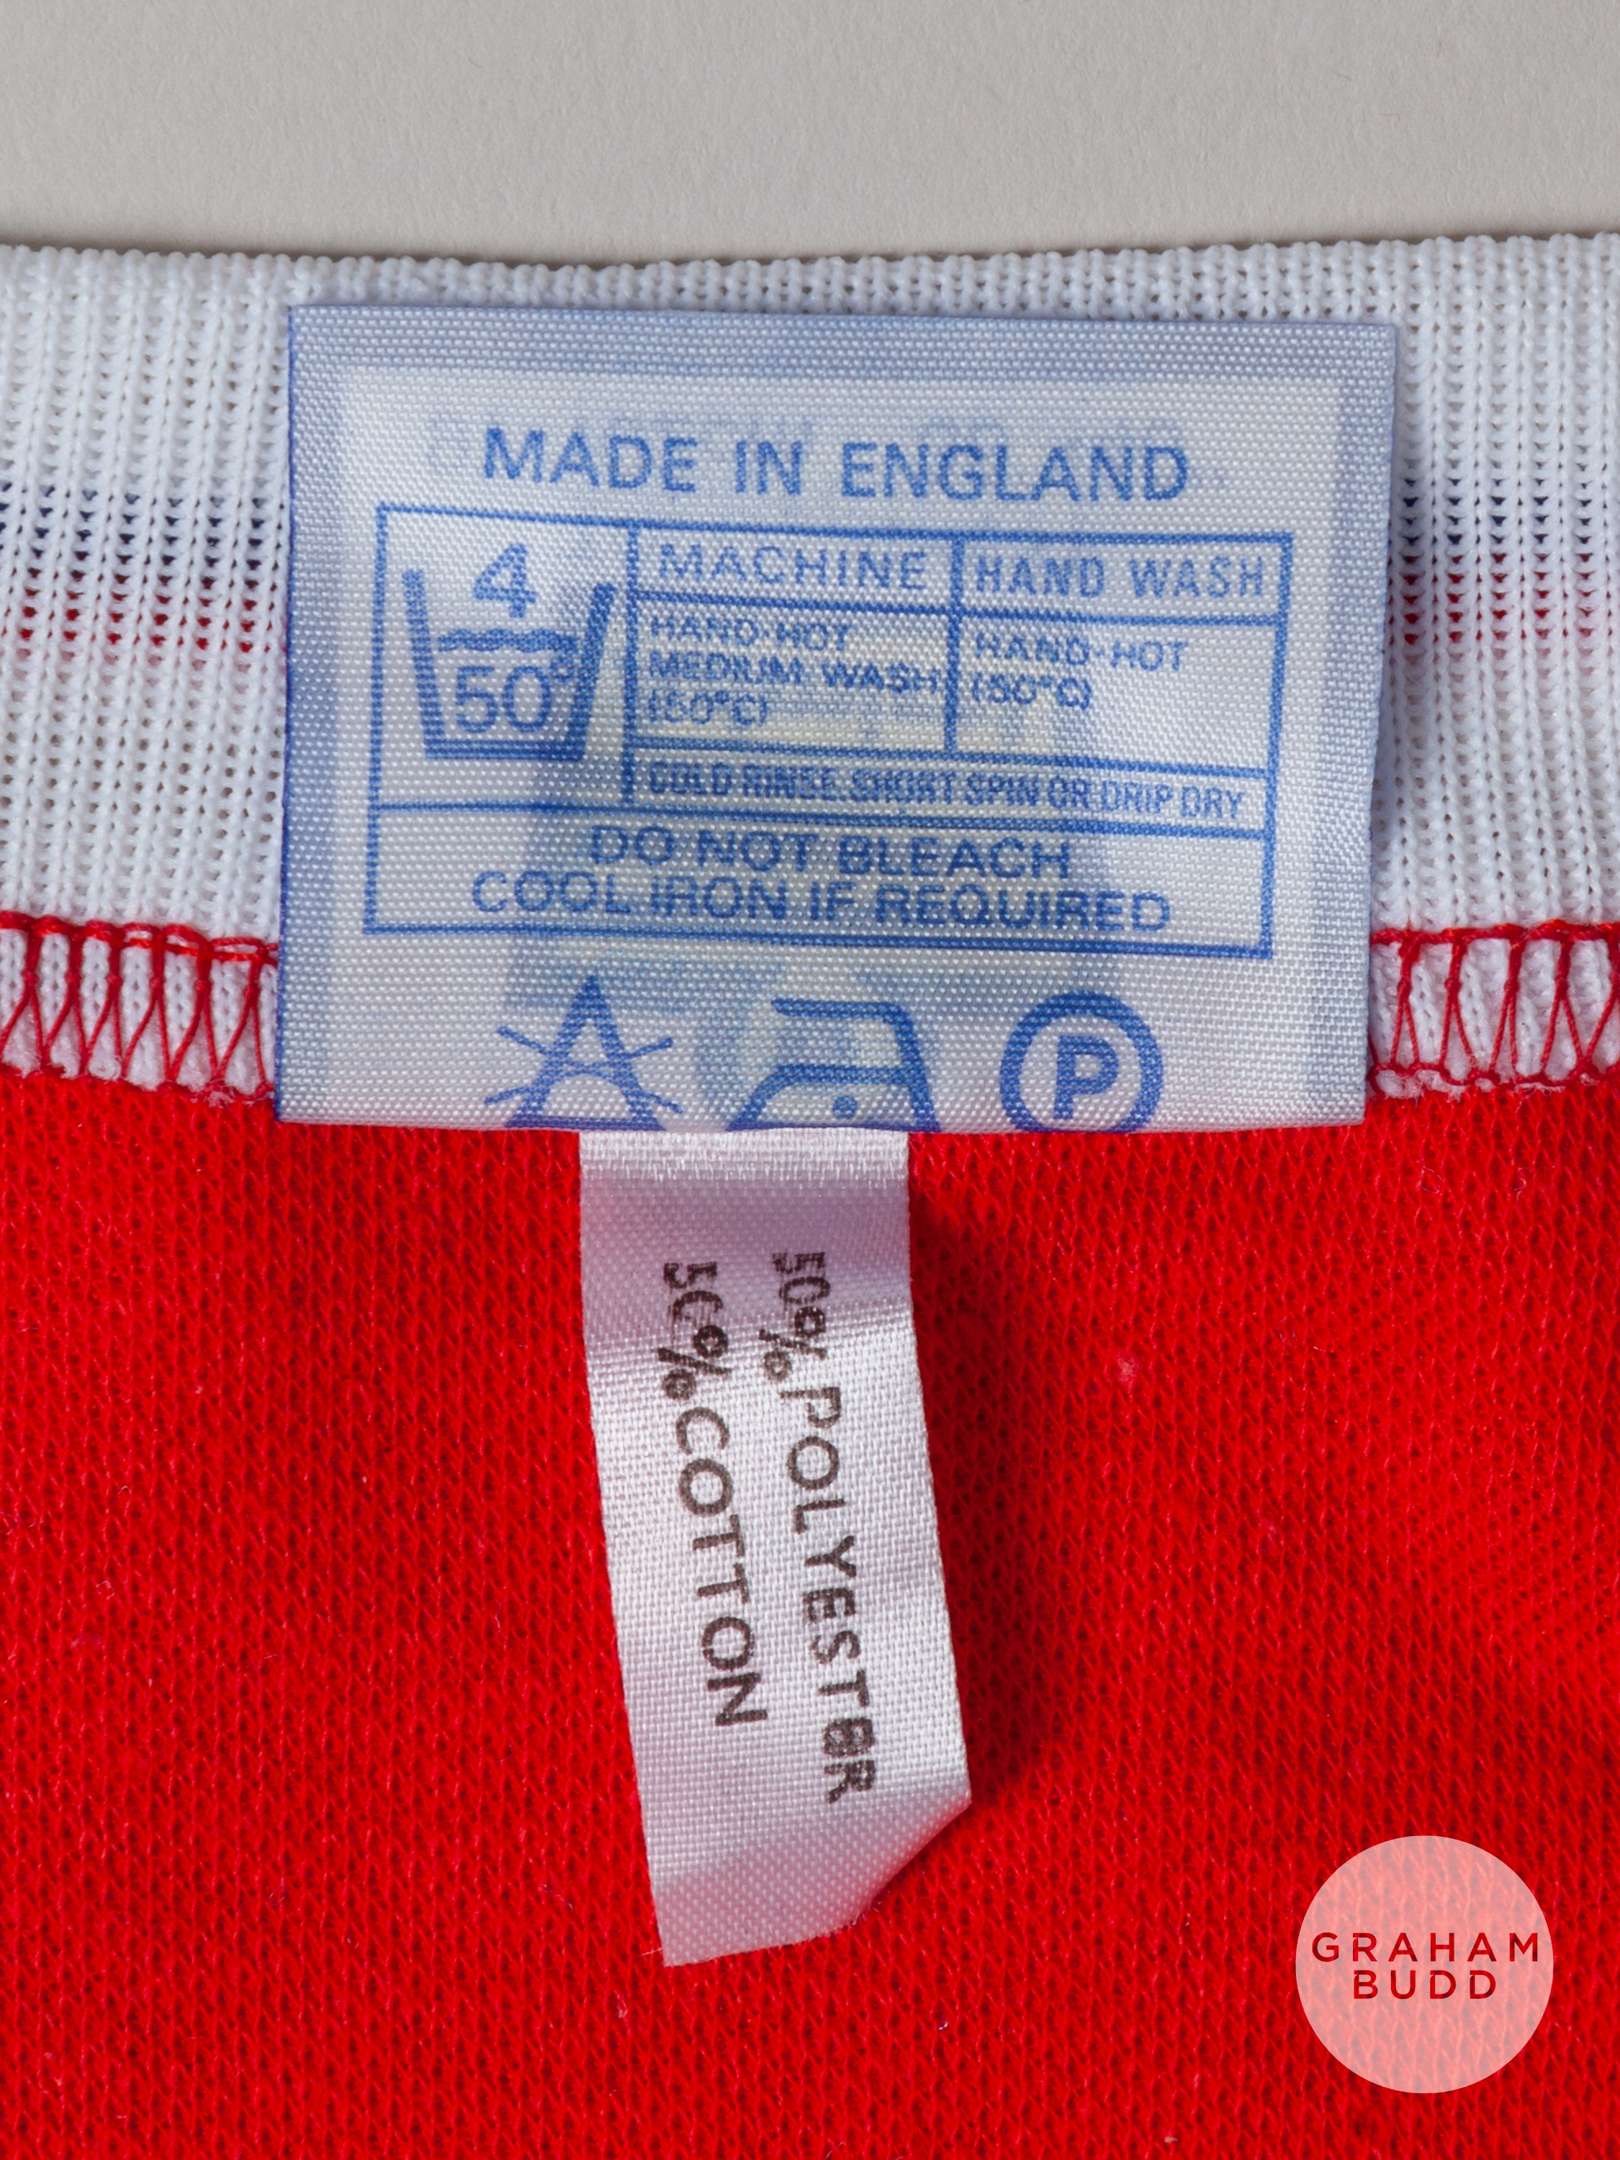 MADE IN ENGLAND
4
50°
MACHINE
HAND WASH
HAND-HOT
MEDIUM WASH
(50°C)
HAND-HOT
(50°C)
COLD RINSE. SHORT SPIN OR DRIP DRY
DO NOT BLEACH
COOL IRON IF REQUIRED
P
50% POLYESTER
50% COTTON
GRAHAM
BUDD